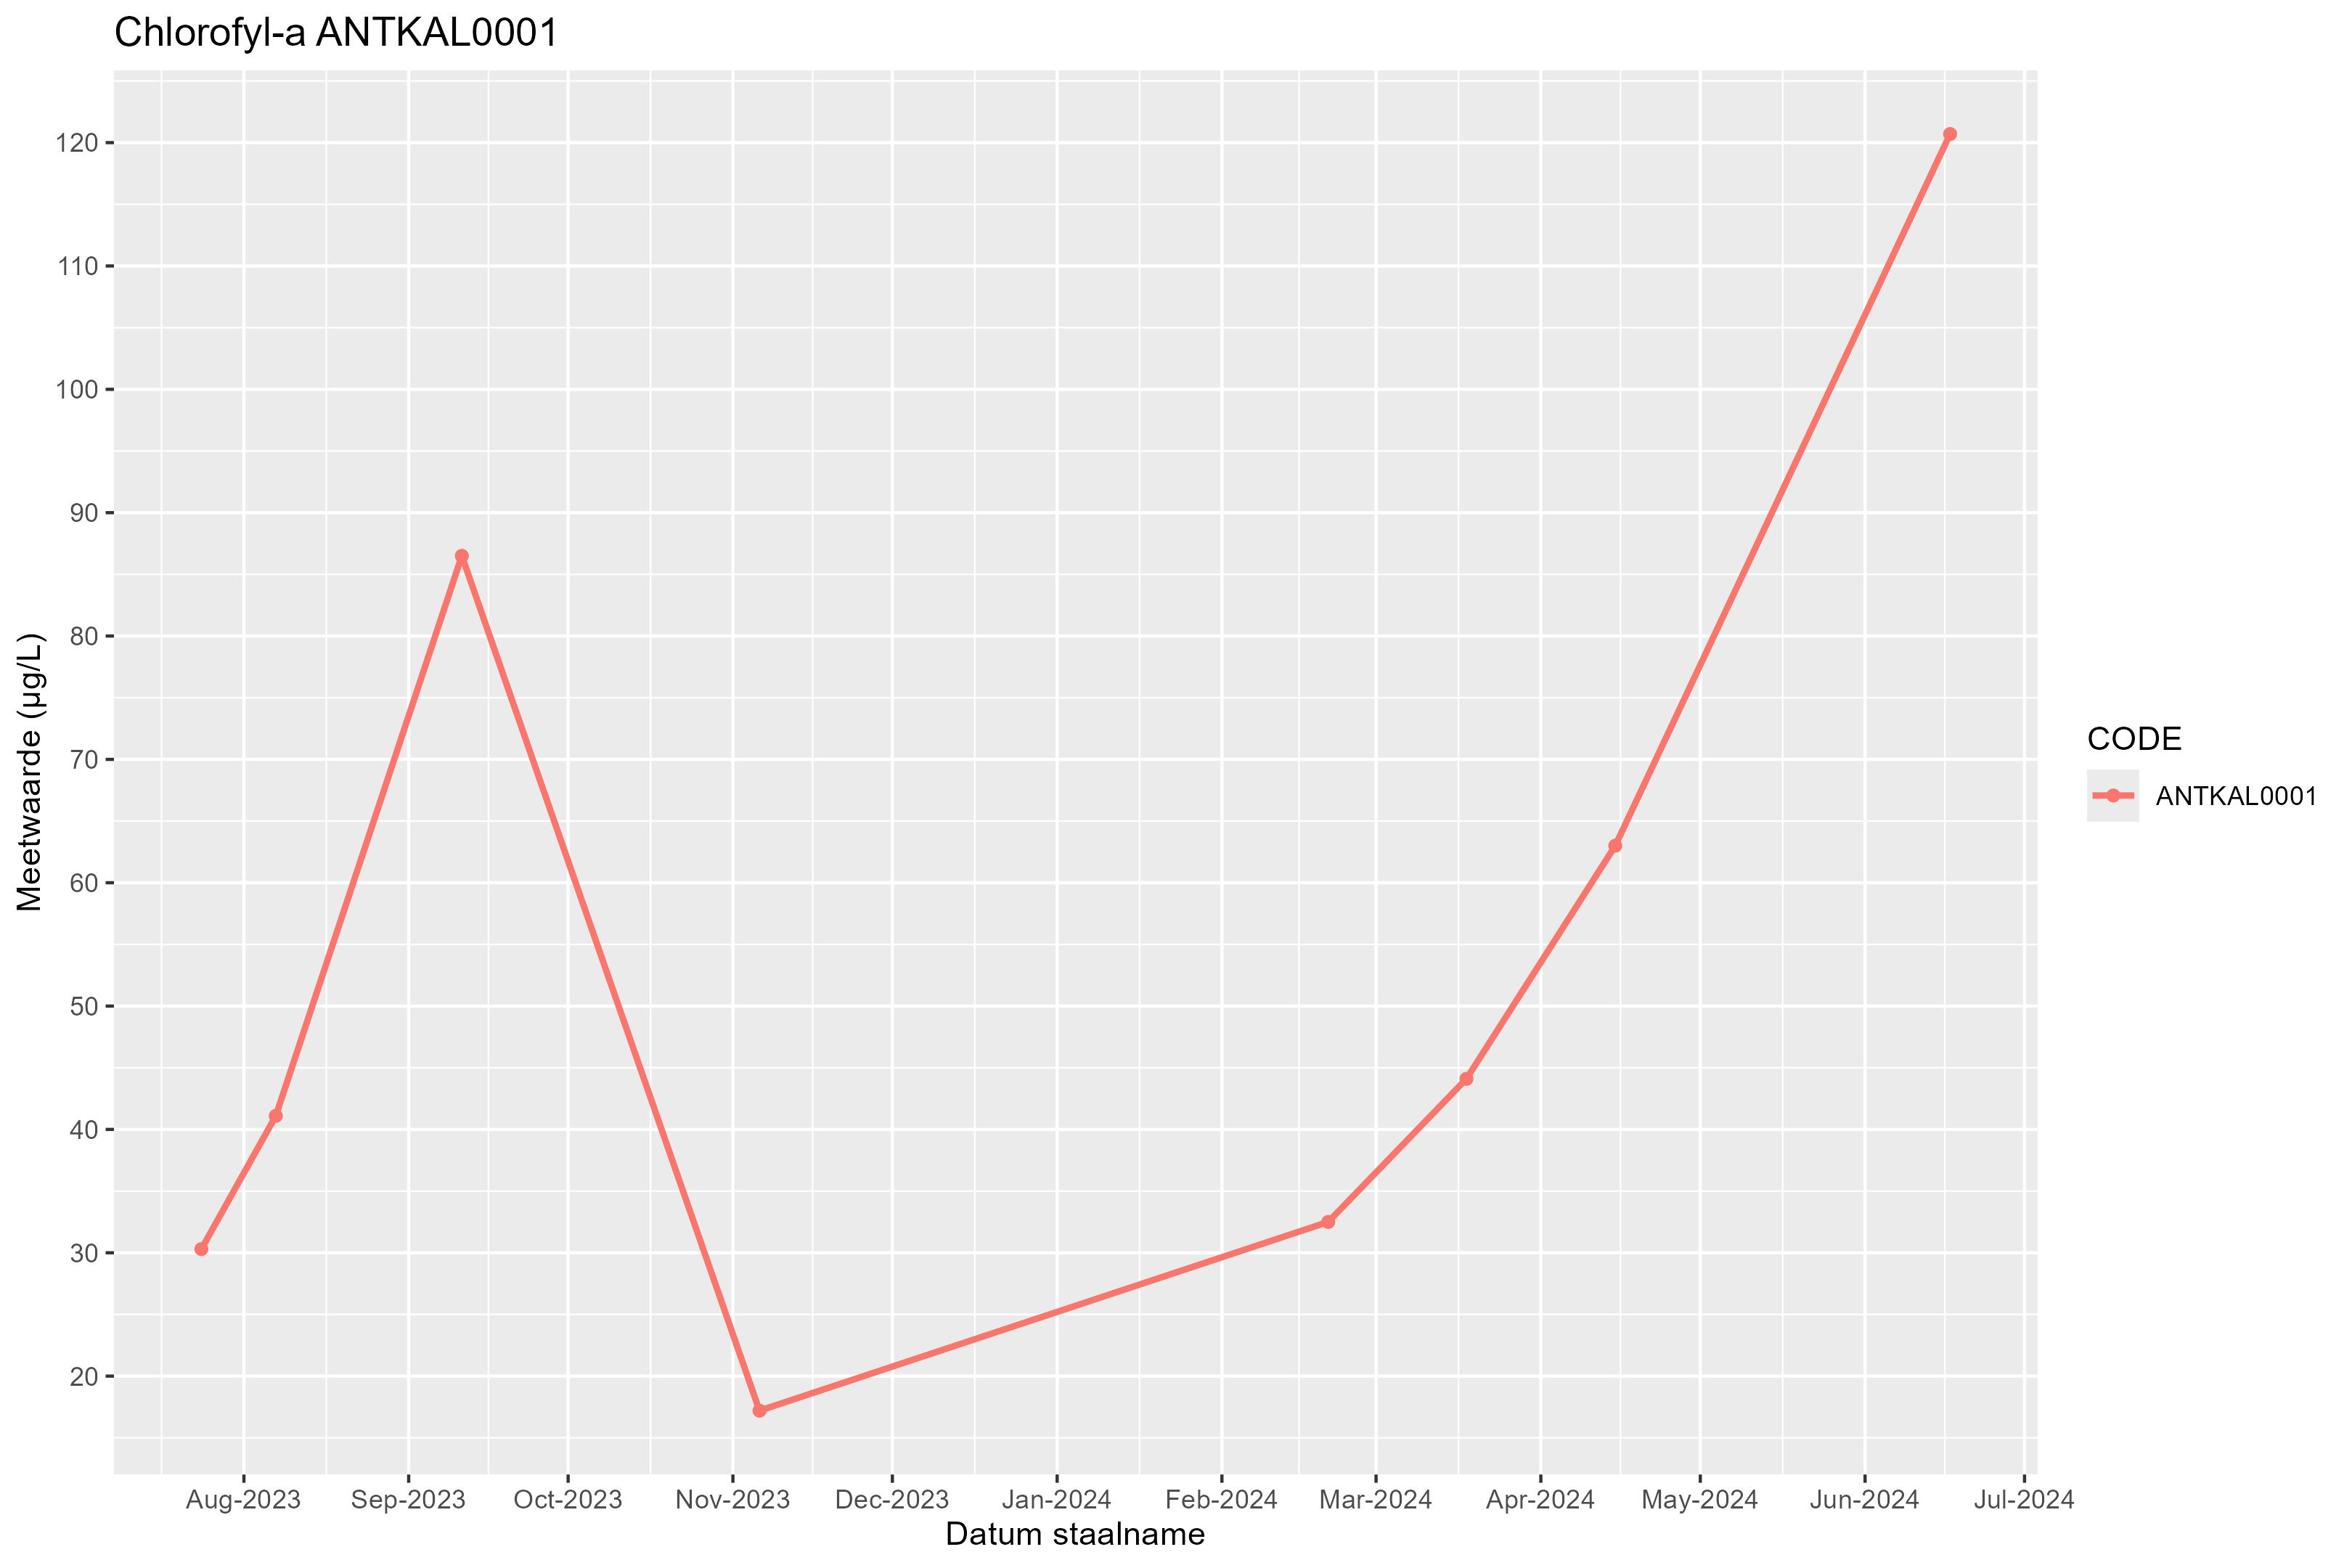 Chlorofyl-a ANTKAL0001
Meetwaarde (µg/L)
120
110
100
90
80
70
60
50
40
30
20
Aug-2023 Sep-2023 Oct-2023 Nov-2023 Dec-2023 Jan-2024 Feb-2024 Mar-2024 Apr-2024 May-2024 Jun-2024 Jul-2024
Datum staalname
CODE
ANTKAL0001